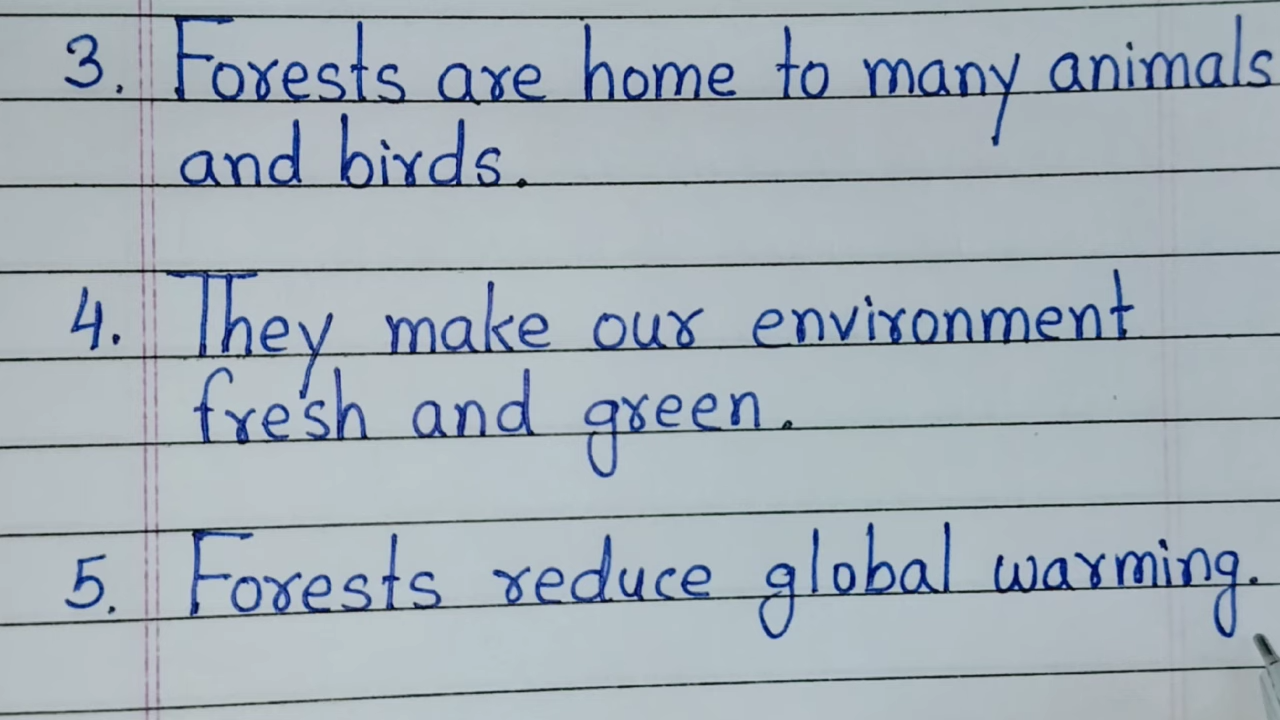 3. Forests are home to many animals
and birds.
4. They make our environment
fresh and green.
5. Forests reduce global warming.